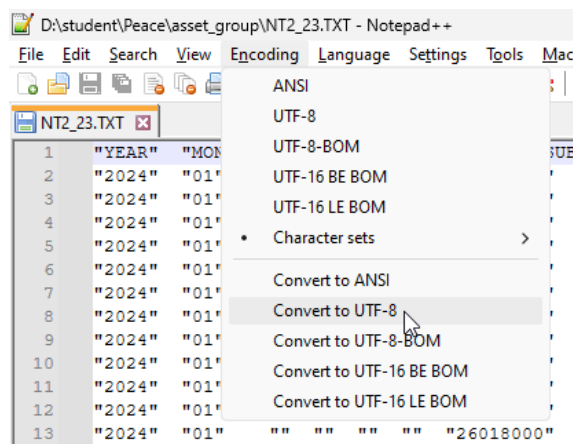 D:\student\Peace\asset_group\NT2_23.TXT - Notepad++
File Edit Search View Encoding Language Settings Tools Mac
NT2_23.TXT
ANSI
UTF-8
UTF-8-BOM
UTF-16 BE BOM
UTF-16 LE BOM
Character sets
Convert to ANSI
Convert to UTF-8
Convert to UTF-8-BOM
Convert to UTF-16 BE BOM
Convert to UTF-16 LE BOM
1 "YEAR" "MON SUB
2 "2024" "01"
3 "2024" "01"
4 "2024" "01"
5 "2024" "01"
6 "2024" "01"
7 "2024" "01"
8 "2024" "01"
9 "2024" "01"
10 "2024" "01"
11 "2024" "01"
12 "2024" "01"
13 "2024" "01" "" "" "" "" "26018000"